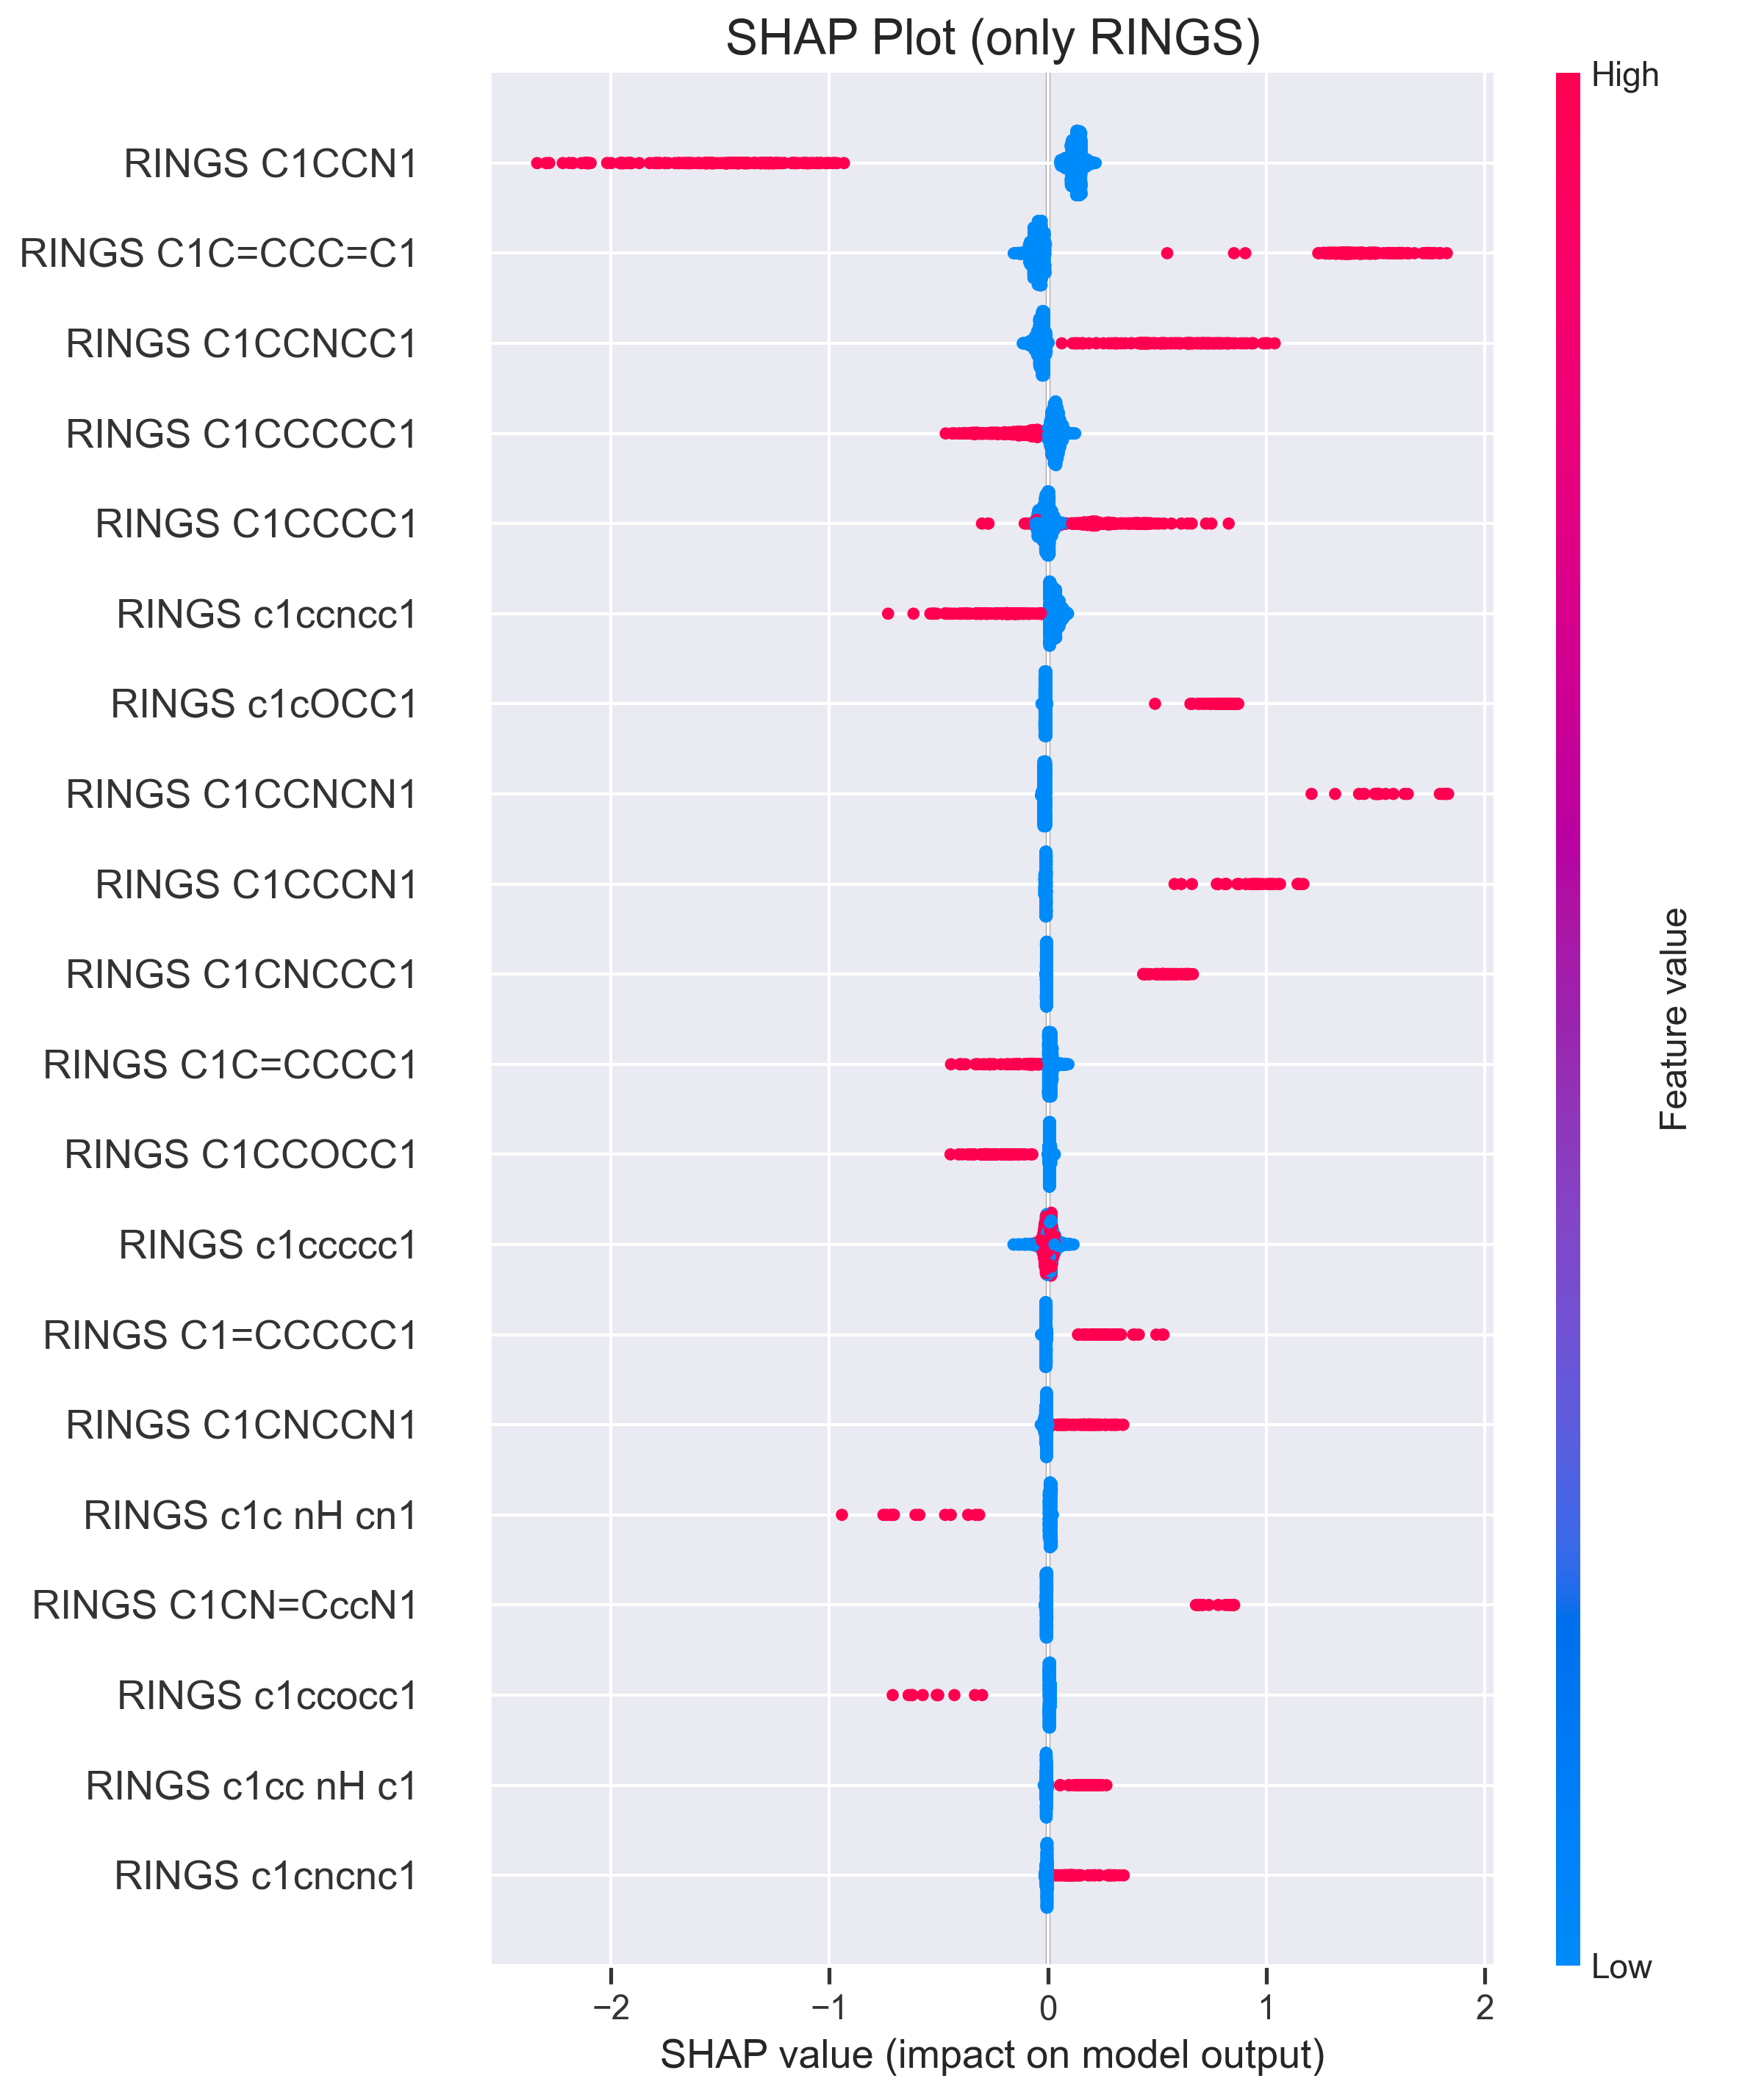 SHAP Plot (only RINGS)
High
RINGS C1CCN1
RINGS C1C=CCC=C1
RINGS C1CCNCC1
RINGS C1CCCCC1
RINGS C1CCCC1
RINGS c1ccncc1
RINGS c1cOCC1
RINGS C1CCNCN1
RINGS C1CCCN1
RINGS C1CNCCC1
RINGS C1C=CCCC1
RINGS C1CCOCC1
RINGS c1ccccc1
RINGS C1=CCCCC1
RINGS C1CNCCN1
RINGS c1c nH cn1
RINGS C1CN=CccN1
RINGS c1ccocc1
RINGS c1cc nH c1
RINGS c1cncnc1
Feature value
Low
−2 −1 0 1 2
SHAP value (impact on model output)